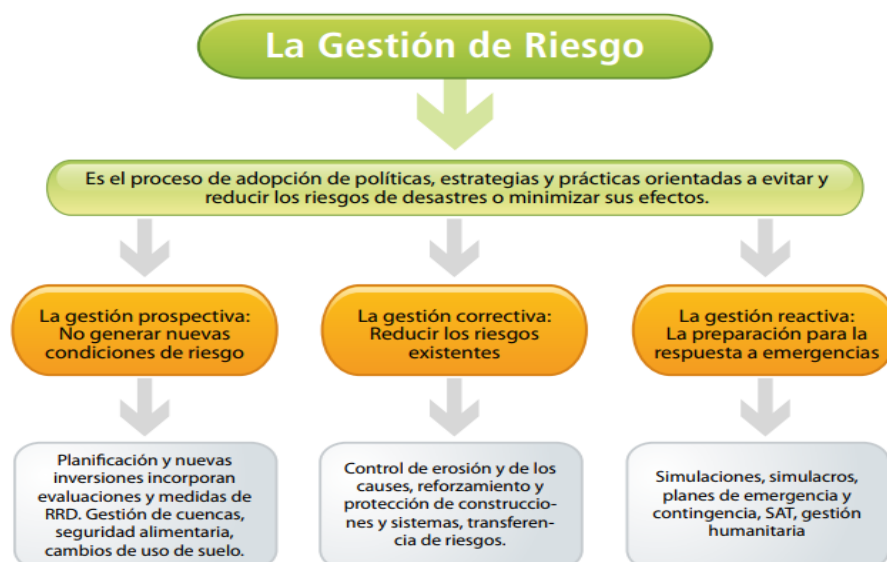 La Gestión de Riesgo
Es el proceso de adopción de políticas, estrategias y prácticas orientadas a evitar y
reducir los riesgos de desastres o minimizar sus efectos.
La gestión prospectiva:
No generar nuevas
condiciones de riesgo
La gestión correctiva:
Reducir los riesgos
existentes
La gestión reactiva:
La preparación para la
respuesta a emergencias
Planificación y nuevas
inversiones incorporan
evaluaciones y medidas de
RRD. Gestión de cuencas,
seguridad alimentaria,
cambios de uso de suelo.
Control de erosión y de los
causes, reforzamiento y
protección de construccio-
nes y sistemas, transferen-
cia de riesgos.
Simulaciones, simulacros,
planes de emergencia y
contingencia, SAT, gestión
humanitaria